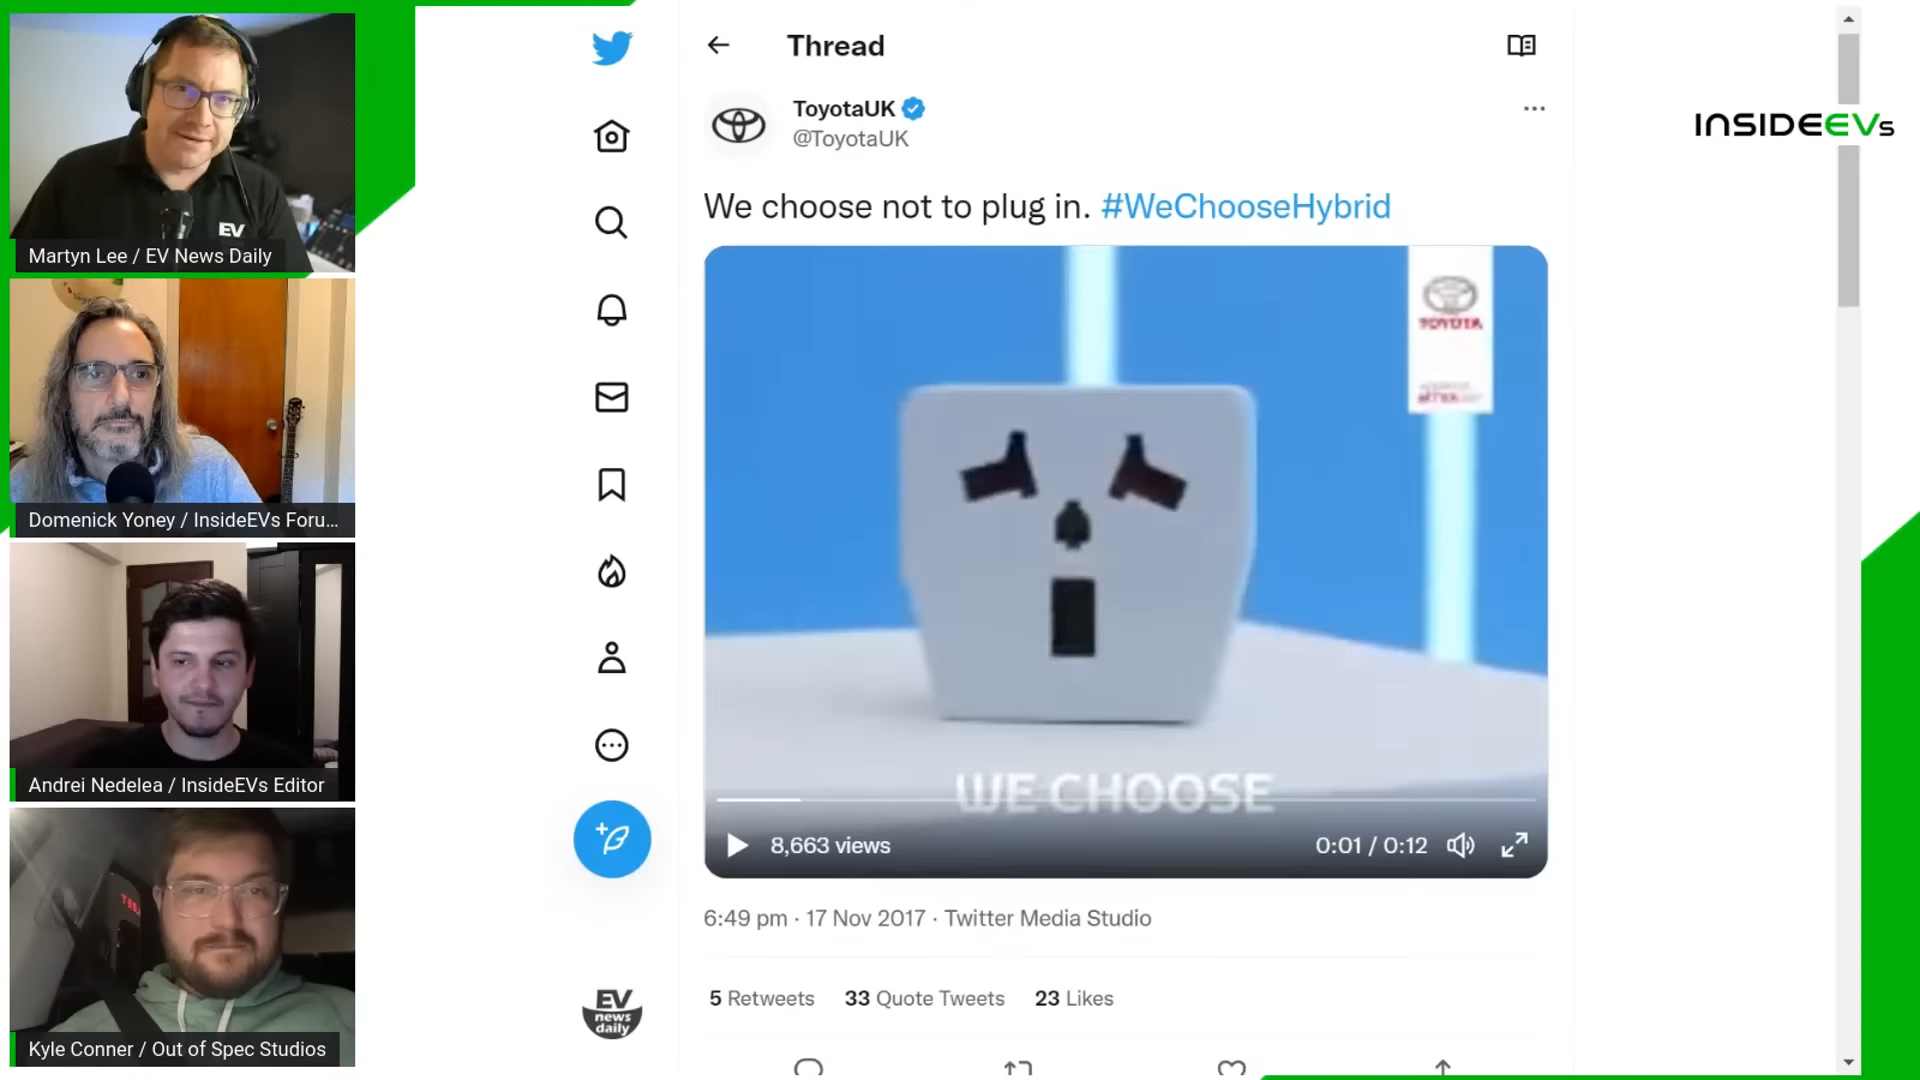 EV
Martyn Lee / EV News Daily
Domenick Yoney / InsideEVs Foru...
Andrei Nedelea / InsideEVs Editor
Kyle Conner / Out of Spec Studios
EV
news
daily
Thread
ToyotaUK
@ToyotaUK
We choose not to plug in. #WeChooseHybrid
TOYOTA
WE CHOOSE
8,663 views
0:01 / 0:12
6:49 pm · 17 Nov 2017 · Twitter Media Studio
5 Retweets 33 Quote Tweets 23 Likes
INSIDEEVs